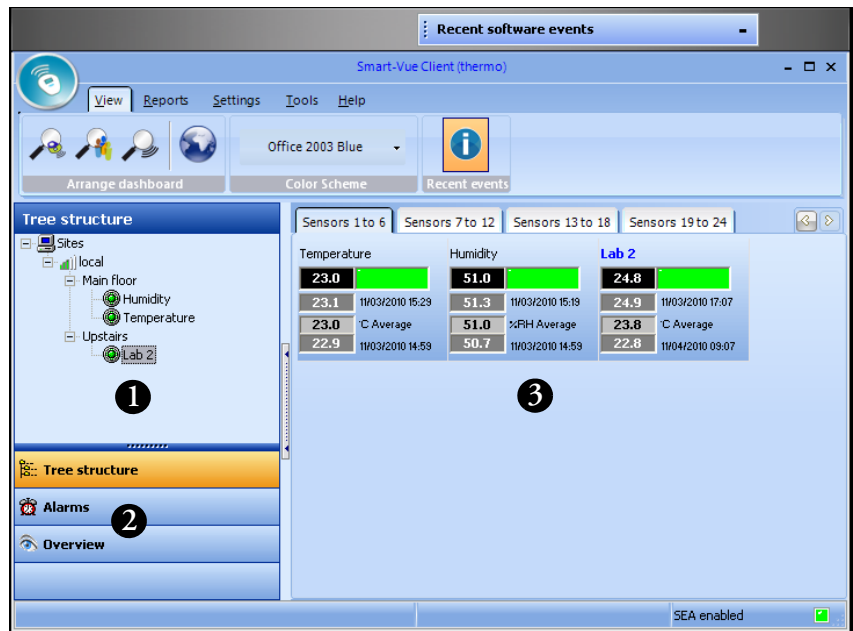 Recent software events
Smart-Vue Client (thermo)
View Reports Settings Tools Help
Office 2003 Blue
Arrange dashboard Color Scheme Recent events
Tree structure
Sites
local
Main floor
Humidity
Temperature
Upstairs
Lab 2
1
Tree structure
Alarms
2
Overview
Sensors 1 to 6 Sensors 7 to 12 Sensors 13 to 18 Sensors 19 to 24
Temperature Humidity Lab 2
23.0 51.0 24.8
23.1 11/03/2010 15:29 51.3 11/03/2010 15:19 24.9 11/03/2010 17:07
23.0 °C Average 51.0 %RH Average 23.8 °C Average
22.9 11/03/2010 14:59 50.7 11/03/2010 14:59 22.8 11/04/2010 09:07
3
SEA enabled